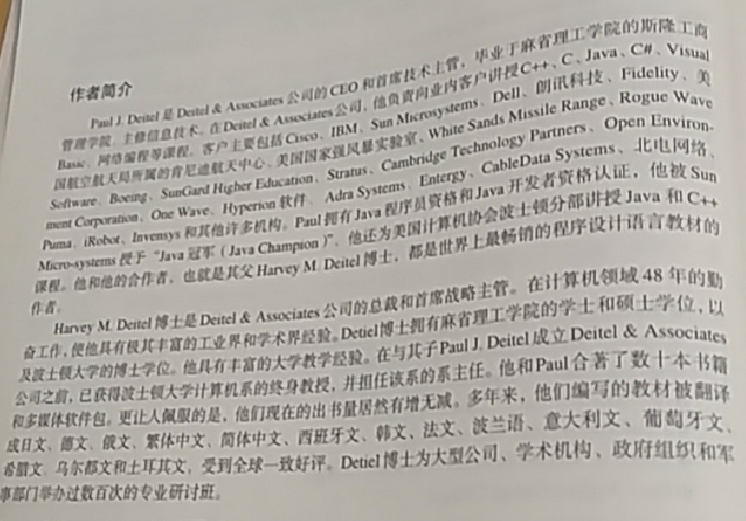 作者简介
Paul J. Deitel 是 Deitel & Associates 公司的 CEO 和首席技术主管，毕业于麻省理工学院的斯隆工商
管理学院，主修信息技术。在 Deitel & Associates 公司，他负责向业内客户讲授C++、C、Java、C#、Visual
Basic、网络编程等课程。客户主要包括 Cisco、IBM、Sun Microsystems、Dell、朗讯科技、Fidelity、美
国航空航天局所属的肯尼迪航天中心、美国国家强风暴实验室、White Sands Missile Range、Rogue Wave
Software、Boeing、SunGard Higher Education、Stratus、Cambridge Technology Partners、Open Environ-
ment Corporation、One Wave、Hyperion 软件、Adra Systems、Entergy、CableData Systems、北电网络、
Puma、iRobot、Invensys 和其他许多机构。Paul 拥有 Java 程序员资格和 Java 开发者资格认证，他被 Sun
Micro-systems 授予“Java 冠军（Java Champion）”。他还为美国计算机协会波士顿分部讲授 Java 和 C++
课程。他和他的合作者，也就是其父 Harvey M. Deitel 博士，都是世界上最畅销的程序设计语言教材的
作者。
Harvey M. Deitel 博士是 Deitel & Associates 公司的总裁和首席战略主管。在计算机领域 48 年的勤
奋工作，使他具有极其丰富的工业界和学术界经验。Detiel 博士拥有麻省理工学院的学士和硕士学位，以
及波士顿大学的博士学位。他具有丰富的大学教学经验。在与其子 Paul J. Deitel 成立 Deitel & Associates
公司之前，已获得波士顿大学计算机系的终身教授，并担任该系的系主任。他和 Paul 合著了数十本书籍
和多媒体软件包。更让人佩服的是，他们现在的出书量居然有增无减。多年来，他们编写的教材被翻译
成日文、德文、俄文、繁体中文、简体中文、西班牙文、韩文、法文、波兰语、意大利文、葡萄牙文、
希腊文、乌尔都文和土耳其文，受到全球一致好评。Detiel 博士为大型公司、学术机构、政府组织和军
事部门举办过数百次的专业研讨班。